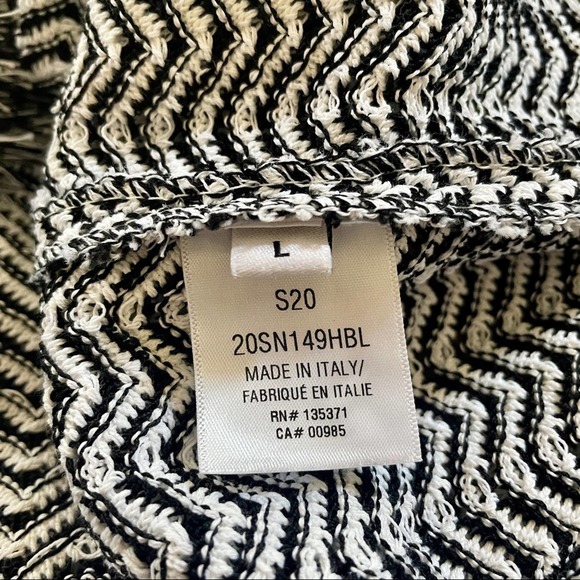 L
S20
20SN149HBL
MADE IN ITALY/
FABRIQUÉ EN ITALIE
RN# 135371
CA# 00985